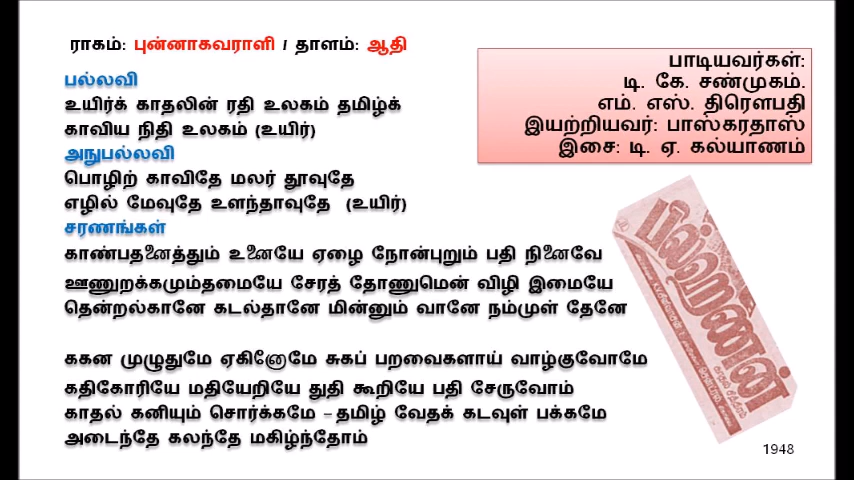 ராகம்: புன்னாகவராளி / தாளம்: ஆதி
பல்லவி
உயிர்க் காதலின் ரதி உலகம் தமிழ்க்
காவிய நிதி உலகம் (உயிர்)
அநுபல்லவி
பொழிற் காவிதே மலர் தூவுதே
எழில் மேவுதே உளந்தாவுதே (உயிர்)
சரணங்கள்
காண்பதனைத்தும் உனையே ஏழை நோன்புறும் பதி நினைவே
ஊணுறக்கமும்தமையே சேரத் தோணுமென் விழி இமையே
தென்றல்கானே கடல்தானே மின்னும் வானே நம்முள் தேனே
ககன முழுதுமே ஏகினோமே சுகப் பறவைகளாய் வாழ்குவோமே
கதிகோரியே மதியேறியே துதி கூறியே பதி சேருவோம்
காதல் கனியும் சொர்க்கமே – தமிழ் வேதக் கடவுள் பக்கமே
அடைந்தே கலந்தே மகிழ்ந்தோம்
பாடியவர்கள்:
டி. கே. சண்முகம்.
எம். எஸ். திரௌபதி
இயற்றியவர்: பாஸ்கரதாஸ்
இசை: டி. ஏ. கல்யாணம்
பில்ஹணன்
1948